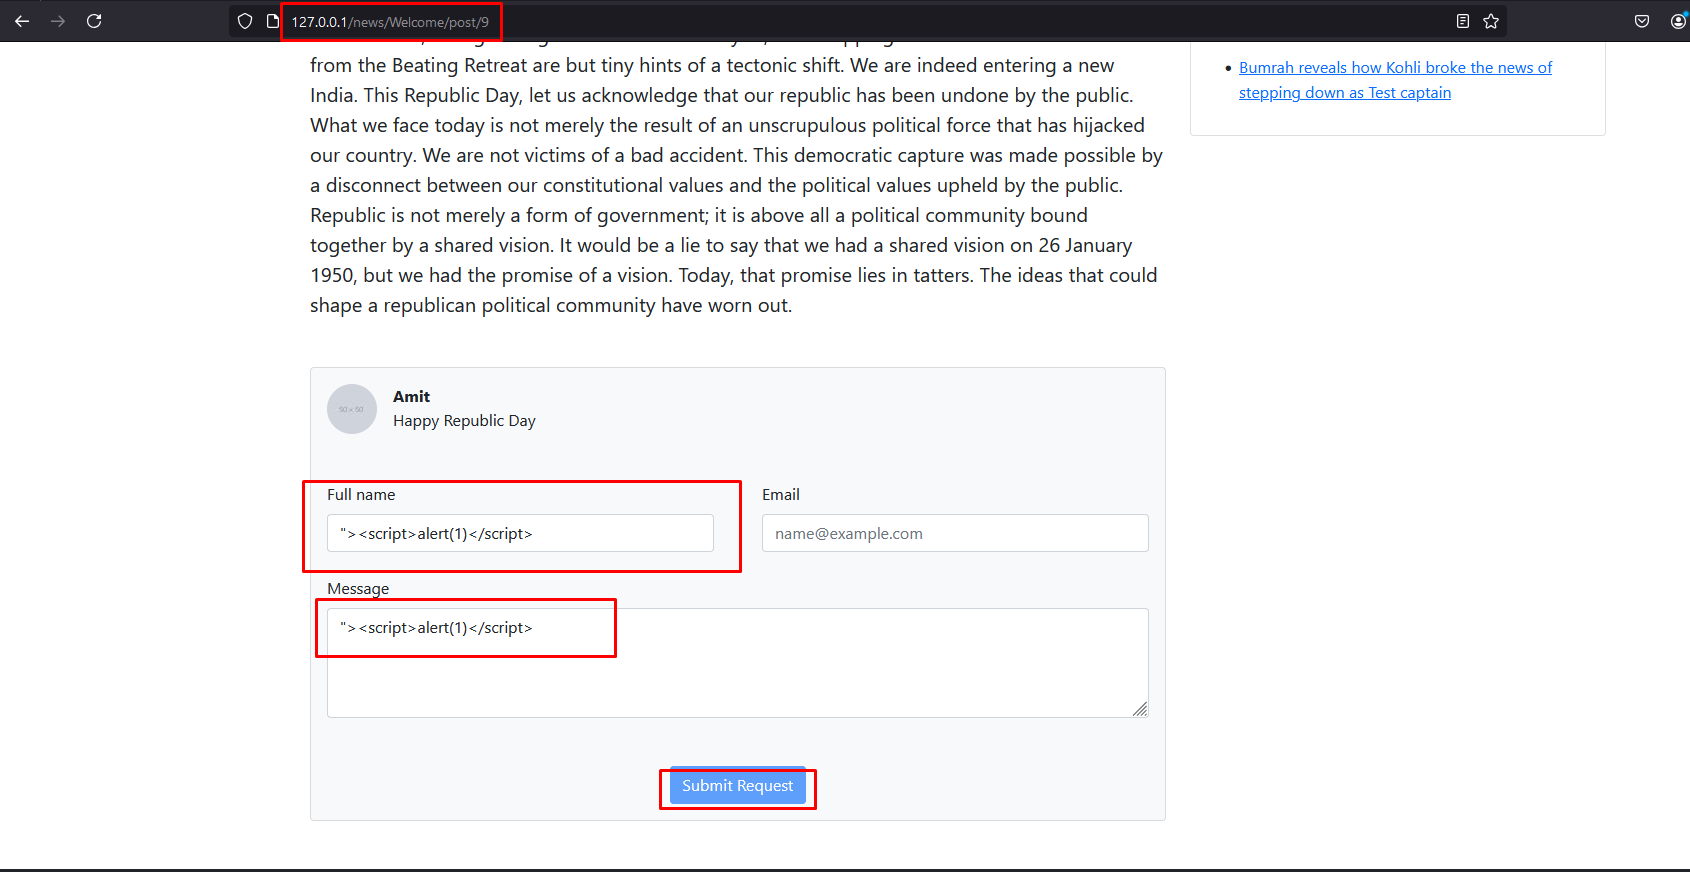 127.0.0.1/news/Welcome/post/9
from the Beating Retreat are but tiny hints of a tectonic shift. We are indeed entering a new
India. This Republic Day, let us acknowledge that our republic has been undone by the public.
What we face today is not merely the result of an unscrupulous political force that has hijacked
our country. We are not victims of a bad accident. This democratic capture was made possible by
a disconnect between our constitutional values and the political values upheld by the public.
Republic is not merely a form of government; it is above all a political community bound
together by a shared vision. It would be a lie to say that we had a shared vision on 26 January
1950, but we had the promise of a vision. Today, that promise lies in tatters. The ideas that could
shape a republican political community have worn out.
Bumrah reveals how Kohli broke the news of
stepping down as Test captain
50 x 50
Amit
Happy Republic Day
Full name
"><script>alert(1)</script>
Email
name@example.com
Message
"><script>alert(1)</script>
Submit Request